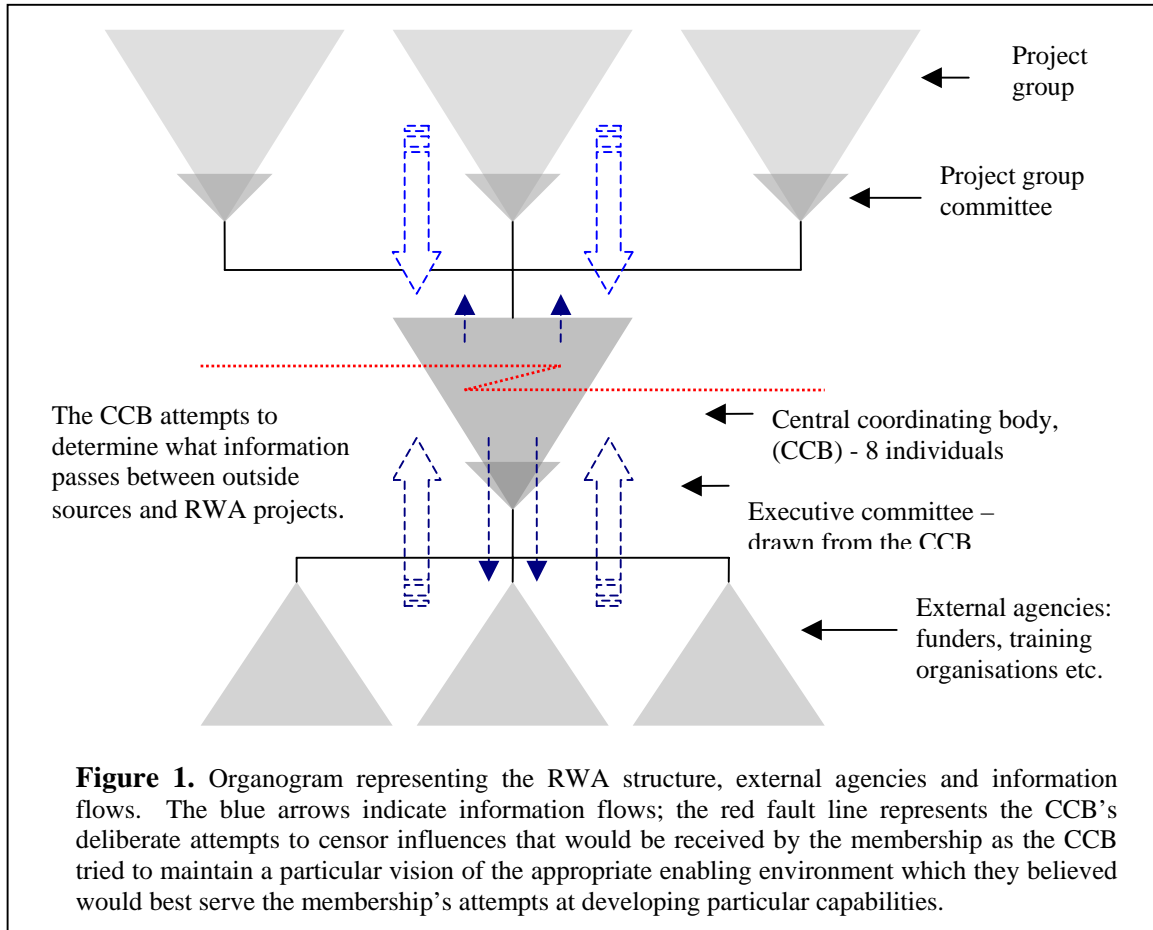 Project
group
Project group
committee
The CCB attempts to
determine what information
passes between outside
sources and RWA projects.
Central coordinating body,
(CCB) - 8 individuals
Executive committee –
drawn from the CCB
External agencies:
funders, training
organisations etc.
Figure 1. Organogram representing the RWA structure, external agencies and information
flows. The blue arrows indicate information flows; the red fault line represents the CCB’s
deliberate attempts to censor influences that would be received by the membership as the CCB
tried to maintain a particular vision of the appropriate enabling environment which they believed
would best serve the membership’s attempts at developing particular capabilities.